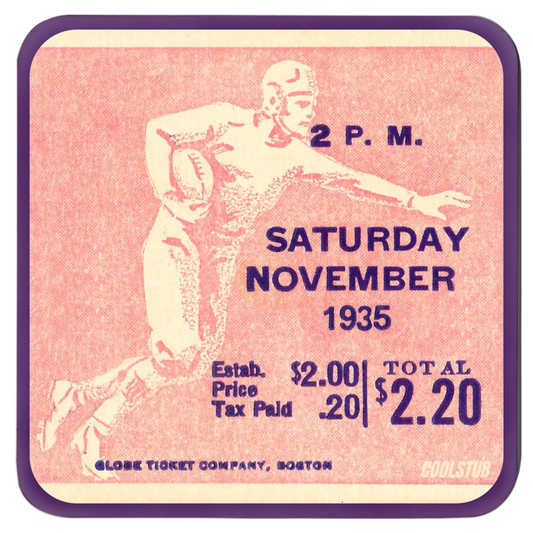 2 P. M.
SATURDAY
NOVEMBER
1935
Estab. Price $2.00
Tax Paid .20
TOTAL
$2.20
GLOBE TICKET COMPANY, BOSTON
COOLSTUB